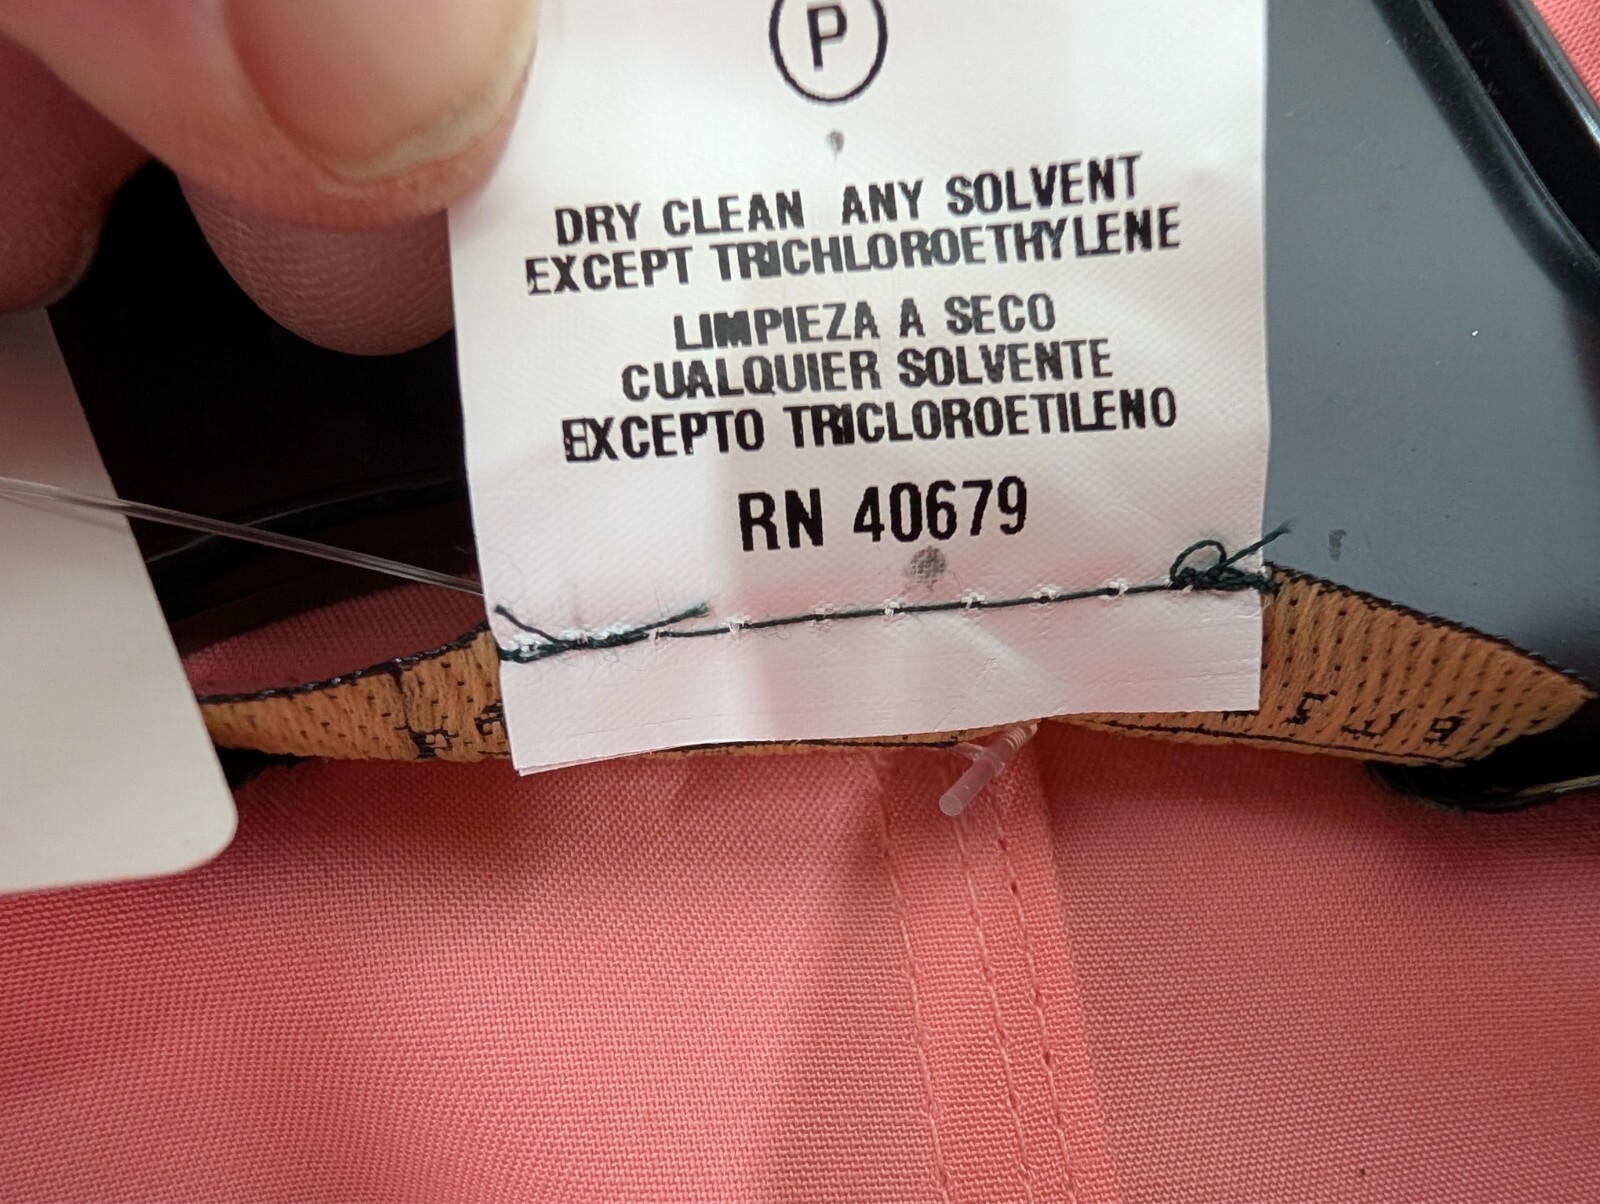 P
DRY CLEAN ANY SOLVENT
EXCEPT TRICHLOROETHYLENE
LIMPIEZA A SECO
CUALQUIER SOLVENTE
EXCEPTO TRICLOROETILENO
RN 40679